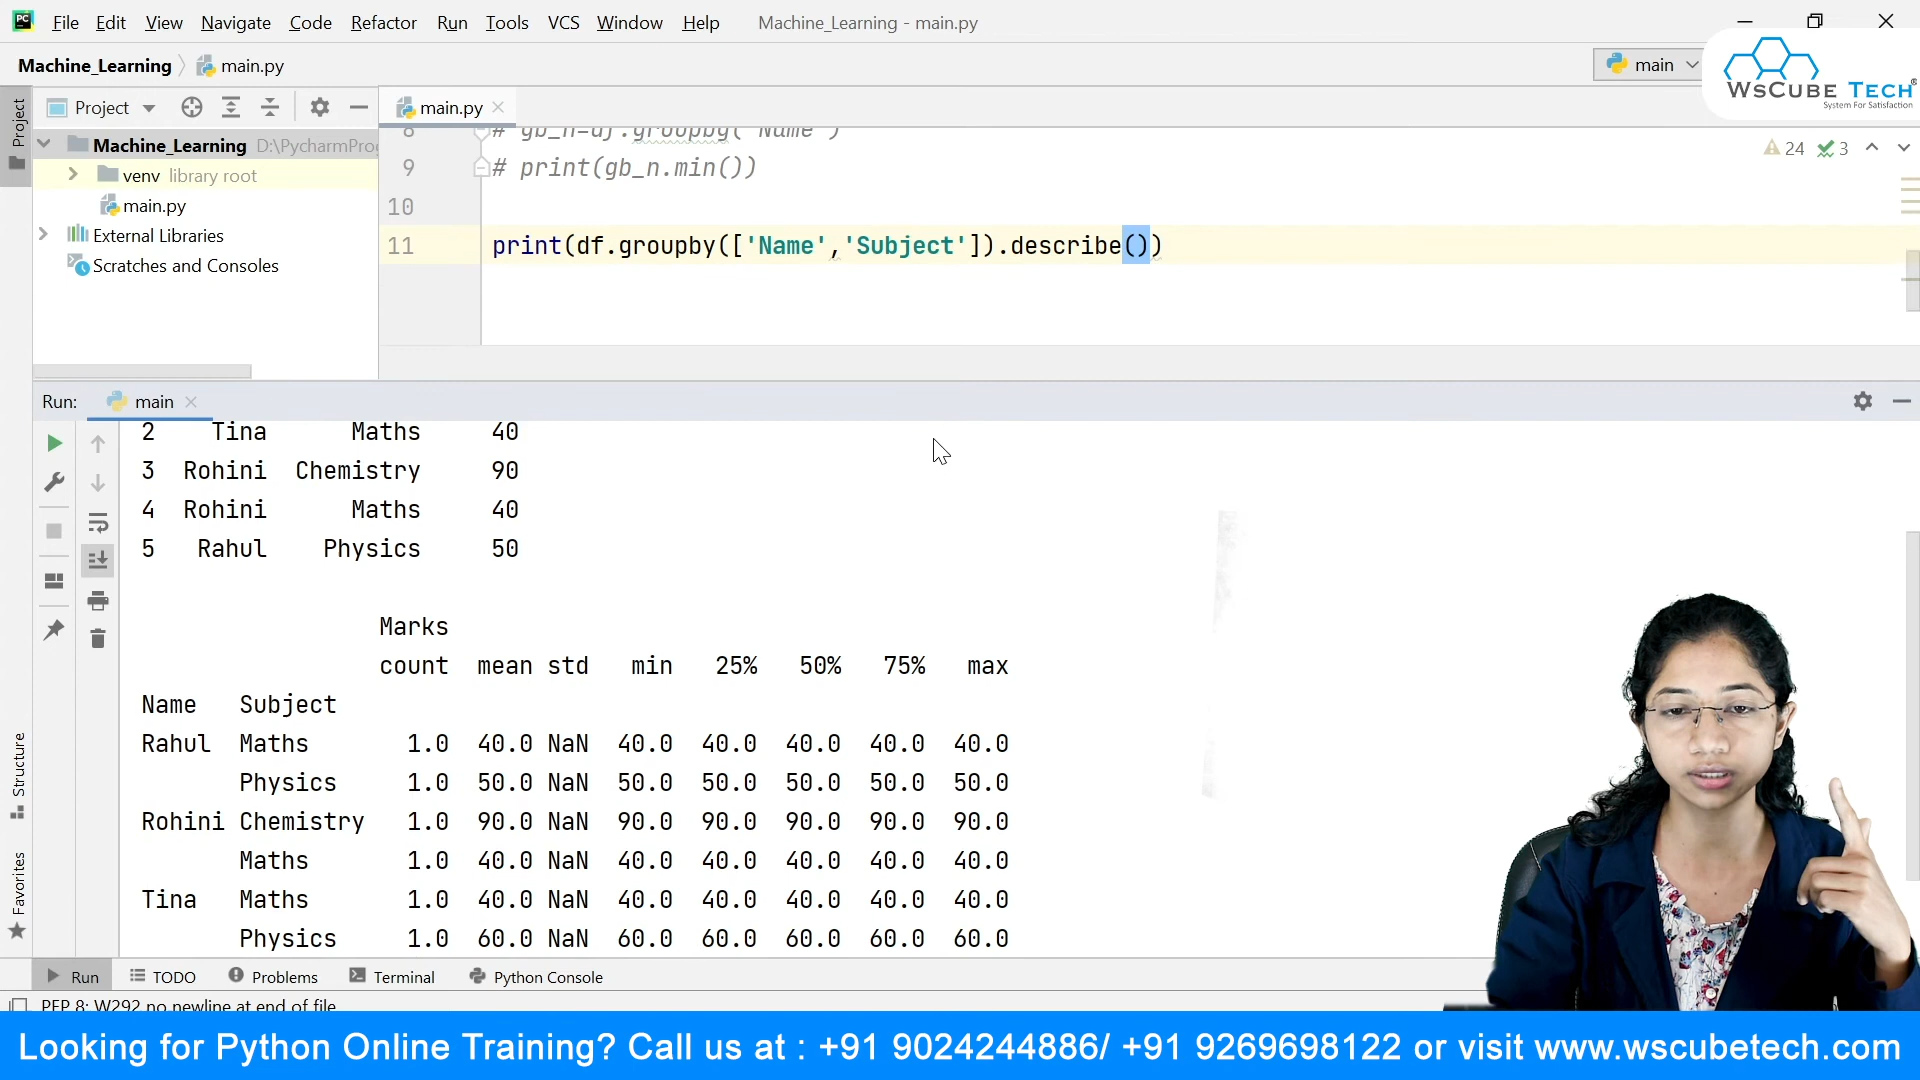 File Edit View Navigate Code Refactor Run Tools VCS Window Help Machine_Learning - main.py
Machine_Learning main.py main
WsCube Tech®
System For Satisfaction
Project main.py
8 # gb_n=df.groupby('Name')
Machine_Learning D:\PycharmProj
24 3
9 # print(gb_n.min())
venv library root
main.py
10
External Libraries
11 print(df.groupby(['Name','Subject']).describe())
Scratches and Consoles
Project
Run: main
2 Tina Maths 40
3 Rohini Chemistry 90
4 Rohini Maths 40
5 Rahul Physics 50
Marks
count mean std min 25% 50% 75% max
Name Subject
Rahul Maths 1.0 40.0 NaN 40.0 40.0 40.0 40.0 40.0
Physics 1.0 50.0 NaN 50.0 50.0 50.0 50.0 50.0
Rohini Chemistry 1.0 90.0 NaN 90.0 90.0 90.0 90.0 90.0
Maths 1.0 40.0 NaN 40.0 40.0 40.0 40.0 40.0
Tina Maths 1.0 40.0 NaN 40.0 40.0 40.0 40.0 40.0
Physics 1.0 60.0 NaN 60.0 60.0 60.0 60.0 60.0
Structure
Favorites
Run TODO Problems Terminal Python Console
PEP 8: W292 no newline at end of file
Looking for Python Online Training? Call us at : +91 9024244886/ +91 9269698122 or visit www.wscubetech.com